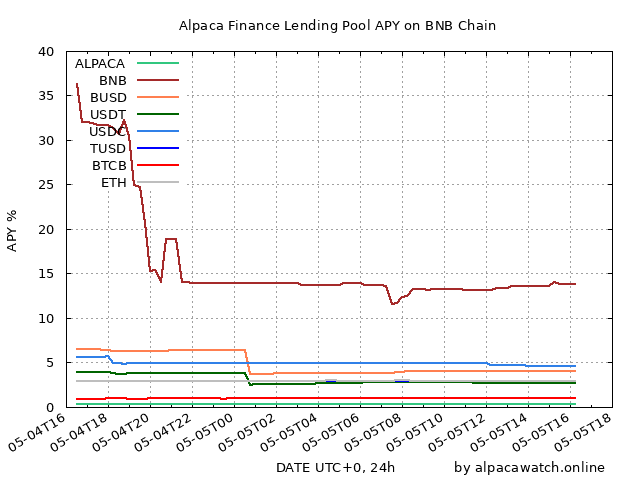 Alpaca Finance Lending Pool APY on BNB Chain
40
35
30
25
20
15
10
5
0
APY %
ALPACA
BNB
BUSD
USDT
USDC
TUSD
BTCB
ETH
05-04T16
05-04T18
05-04T20
05-04T22
05-05T00
05-05T02
05-05T04
05-05T06
05-05T08
05-05T10
05-05T12
05-05T14
05-05T16
05-05T18
DATE UTC+0, 24h
by alpacawatch.online